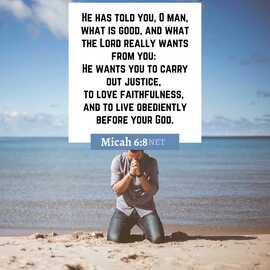 He has told you, O man,
what is good, and what
the Lord really wants
from you:
He wants you to carry
out justice,
to love faithfulness,
and to live obediently
before your God.
Micah 6:8 NET